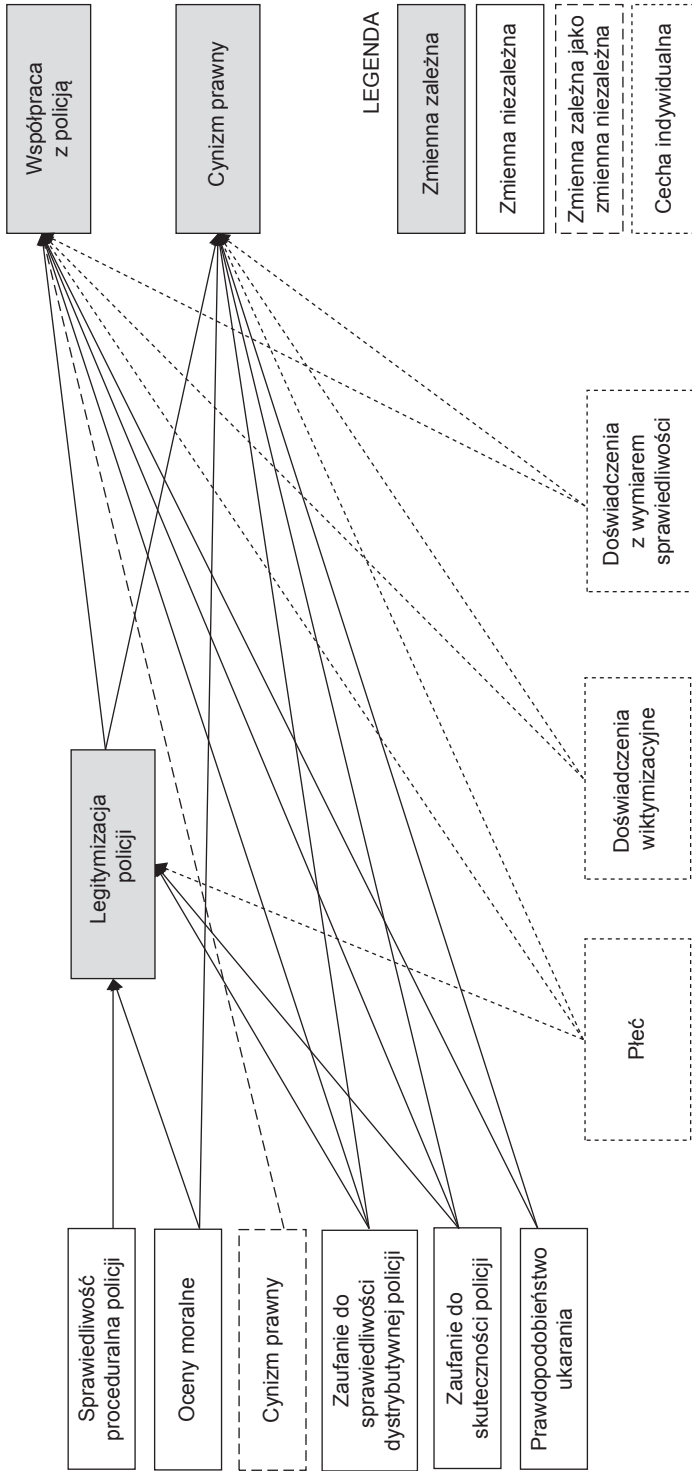 Sprawiedliwość
proceduralna policji
Oceny moralne
Cynizm prawny
Zaufanie do
sprawiedliwości
dystrybutywnej policji
Zaufanie do
skuteczności policji
Prawdopodobieństwo
ukarania
Legitymizacja
policji
Płeć
Doświadczenia
wiktymizacyjne
Doświadczenia
z wymiarem
sprawiedliwości
Współpraca
z policją
Cynizm prawny
LEGENDA
Zmienna zależna
Zmienna niezależna
Zmienna zależna jako
zmienna niezależna
Cecha indywidualna